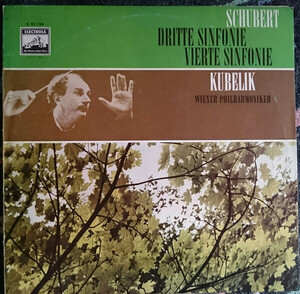 SCHUBERT
ELECTROLA
DRITTE SINFONIE
VIERTE SINFONIE
KUBELIK
WIENER PHILHARMONIKER